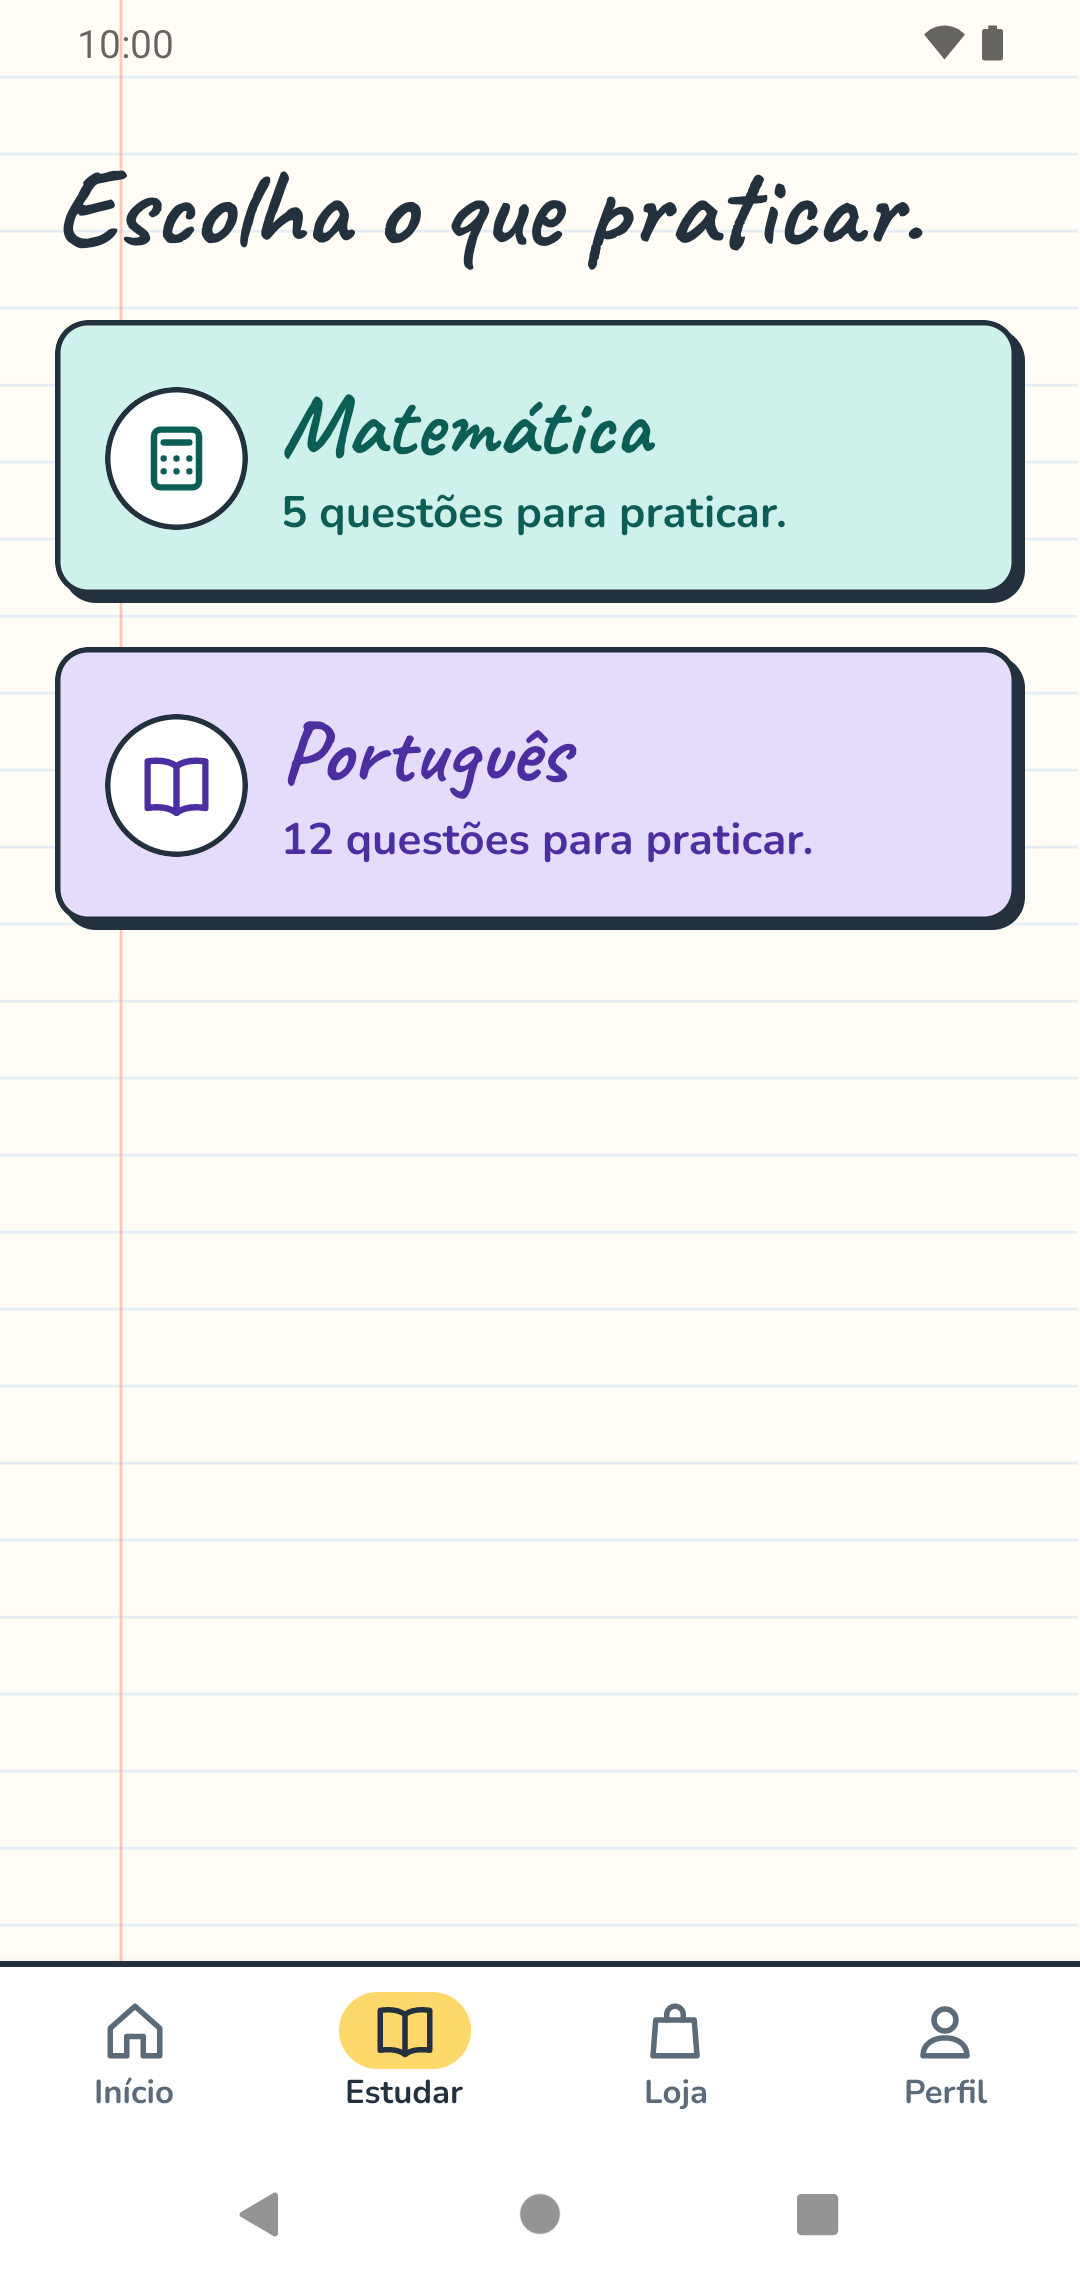 10:00
Escolha o que praticar.
Matemática
5 questões para praticar.
Português
12 questões para praticar.
Início
Estudar
Loja
Perfil